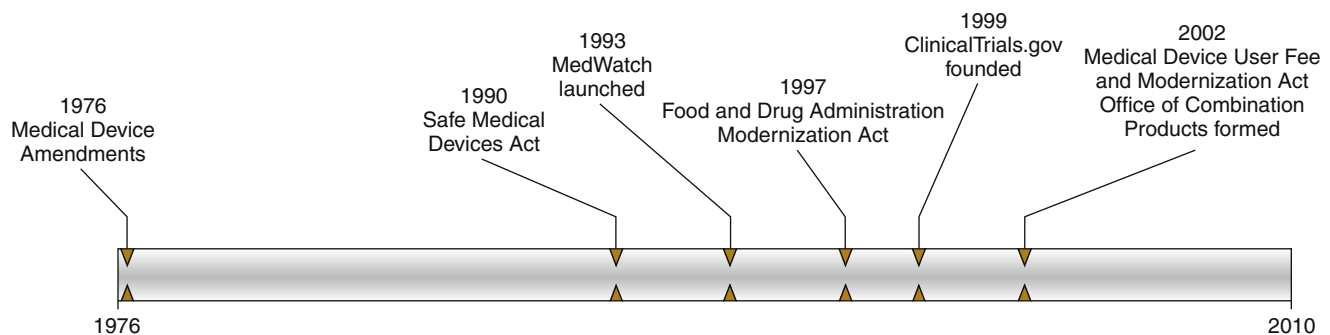 1976
Medical Device
Amendments
1990
Safe Medical
Devices Act
1993
MedWatch
launched
1997
Food and Drug Administration
Modernization Act
1999
ClinicalTrials.gov
founded
2002
Medical Device User Fee
and Modernization Act
Office of Combination
Products formed
1976
2010